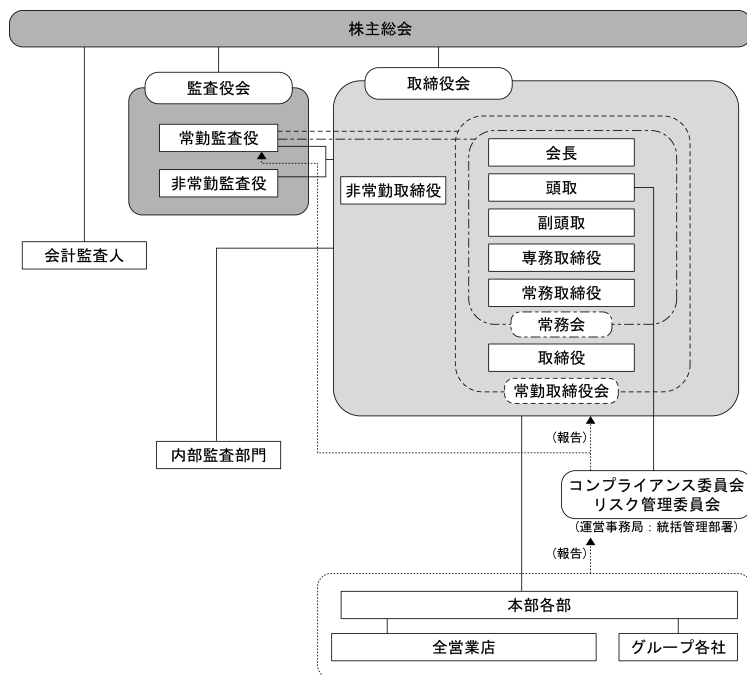 株主総会
監査役会
取締役会
常勤監査役
非常勤監査役
会長
頭取
非常勤取締役
副頭取
専務取締役
常務取締役
常務会
取締役
常勤取締役会
会計監査人
内部監査部門
(報告)
コンプライアンス委員会
リスク管理委員会
(運営事務局：統括管理部署)
(報告)
本部各部
全営業店
グループ各社